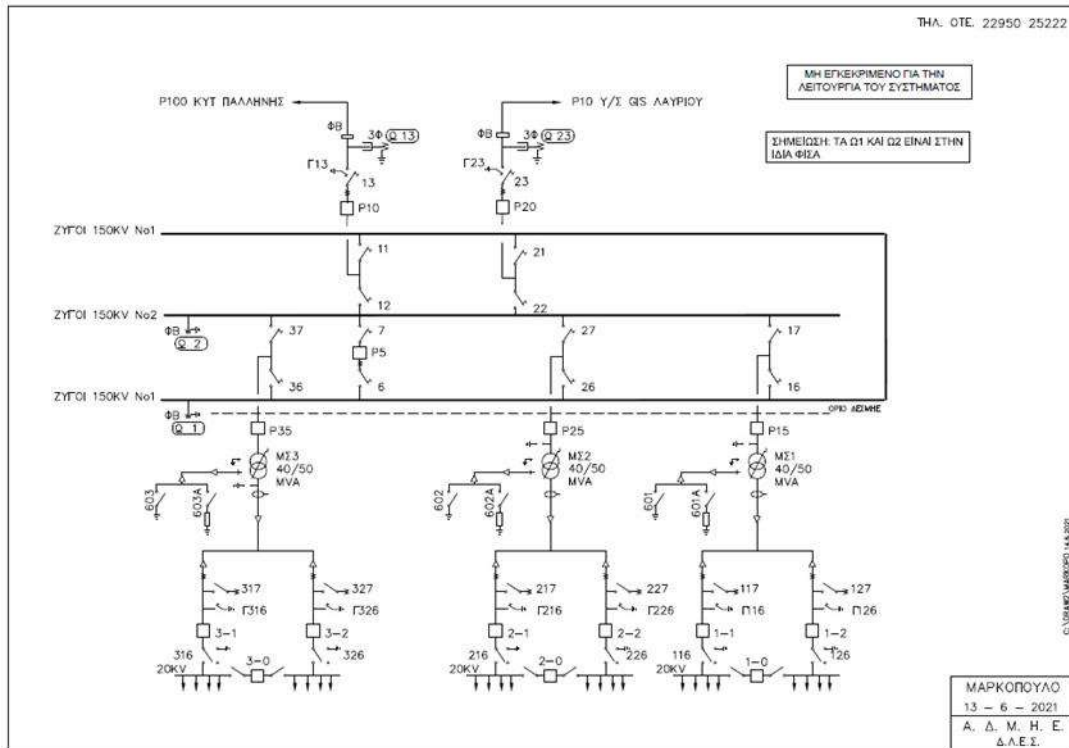 ΤΗΛ. ΟΤΕ. 22950 25222
ΜΗ ΕΓΚΕΚΡΙΜΕΝΟ ΓΙΑ ΤΗΝ
ΛΕΙΤΟΥΡΓΙΑ ΤΟΥ ΣΥΣΤΗΜΑΤΟΣ
P100 ΚΥΤ ΠΑΛΛΗΝΗΣ
P10 Υ/Σ GIS ΛΑΥΡΙΟΥ
ΦΒ 3Φ Q 13
ΦΒ 3Φ Q 23
ΣΗΜΕΙΩΣΗ: ΤΑ Ω1 ΚΑΙ Ω2 ΕΙΝΑΙ ΣΤΗΝ
ΙΔΙΑ ΦΙΣΑ
Γ13 13
Γ23 23
P10 P20
ΖΥΓΟΙ 150KV Νο1
11 21
12 22
ΖΥΓΟΙ 150KV Νο2
ΦΒ Q 2
37 7 27 17
P5
36 6 26 16
ΖΥΓΟΙ 150KV Νο1
ΦΒ Q 1
ΟΡΙΟ ΔΕΣΜΗΣ
P35 P25 P15
ΜΣ3 ΜΣ2 ΜΣ1
40/50 40/50 40/50
MVA MVA MVA
603 603A 602 602A 601 601A
317 327 217 227 117 127
Γ316 Γ326 Γ216 Γ226 Γ116 Γ126
3-1 3-2 2-1 2-2 1-1 1-2
316 3-0 326 216 2-0 226 116 1-0 126
20KV 20KV 20KV
ΜΑΡΚΟΠΟΥΛΟ
13 - 6 - 2021
Α. Δ. Μ. Η. Ε.
Δ.Λ.Ε.Σ.